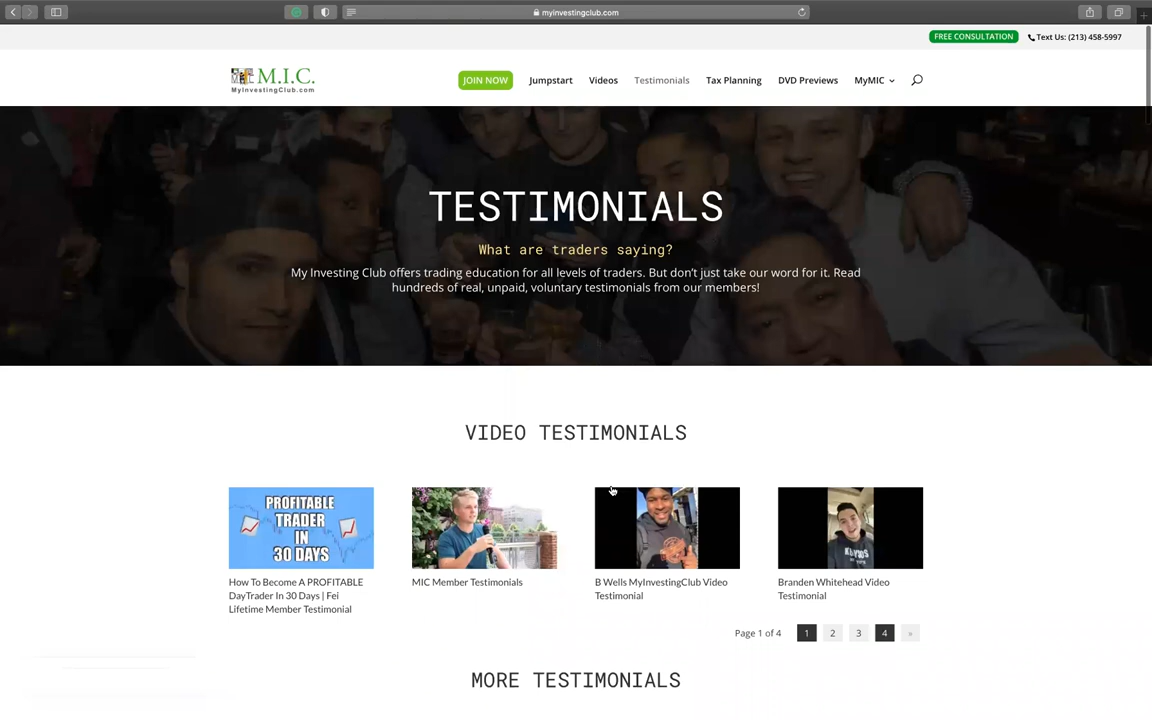 myinvestingclub.com
FREE CONSULTATION
Text Us: (213) 458-5997
M.I.C.
MyInvestingClub.com
JOIN NOW
Jumpstart
Videos
Testimonials
Tax Planning
DVD Previews
MyMIC
TESTIMONIALS
What are traders saying?
My Investing Club offers trading education for all levels of traders. But don't just take our word for it. Read
hundreds of real, unpaid, voluntary testimonials from our members!
VIDEO TESTIMONIALS
PROFITABLE
TRADER
IN
30 DAYS
How To Become A PROFITABLE
DayTrader In 30 Days | Fei
Lifetime Member Testimonial
MIC Member Testimonials
B Wells MyInvestingClub Video
Testimonial
Branden Whitehead Video
Testimonial
Page 1 of 4
1
2
3
4
»
MORE TESTIMONIALS